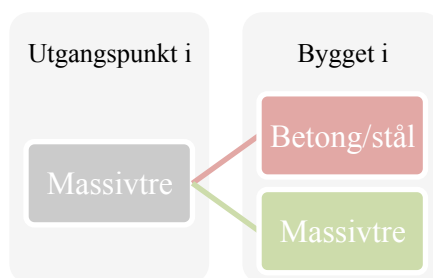 Utgangspunkt i
Bygget i
Massivtre
Betong/stål
Massivtre